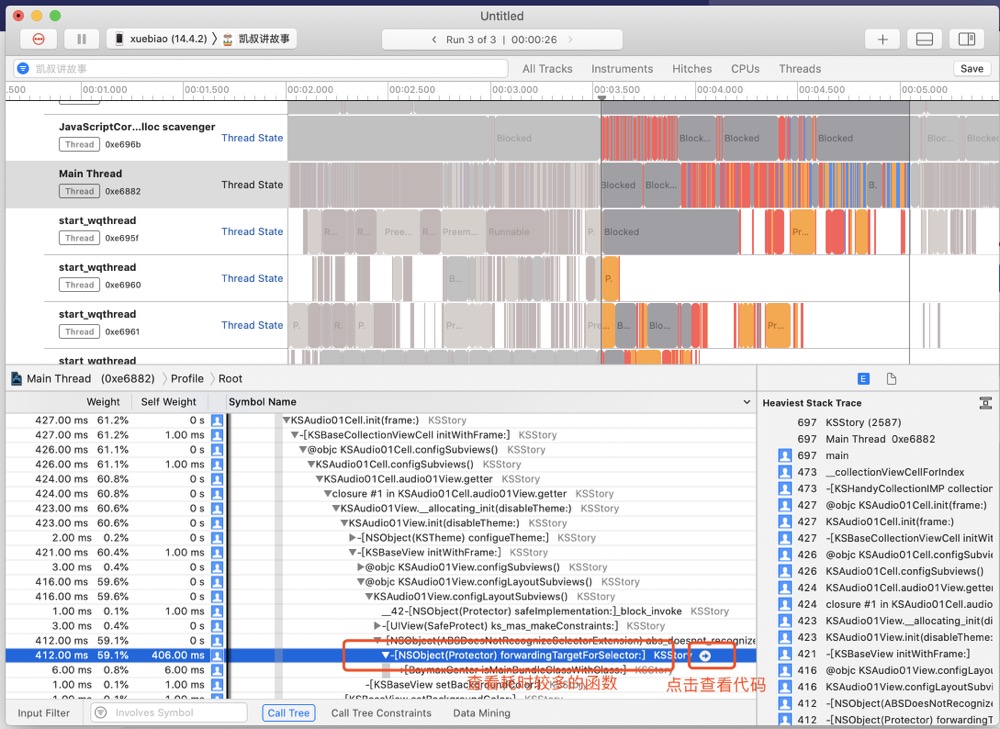 Untitled
xuebiao (14.4.2) 〉 凯叔讲故事
Run 3 of 3 | 00:00:26
凯叔讲故事
All Tracks Instruments Hitches CPUs Threads Save
.500 00:01.000 00:01.500 00:02.000 00:02.500 00:03.000 00:03.500 00:04.000 00:04.500 00:05.000
JavaScriptCor...lloc scavenger
Thread 0xe696b
Thread State
Blocked Block... Blocked Blocked Bloc... Blocked
Main Thread
Thread 0xe6882
Thread State
Blocked Block... B.
start_wqthread
Thread 0xe695f
Thread State
R... R... Pree... R... Preem... Runnable P. Blocked Pr...
start_wqthread
Thread 0xe6960
Thread State
B... P.
start_wqthread
Thread 0xe6961
Thread State
P. R. P. Pr... Pre... B... Blo... Pr...
start_wqthread
Main Thread (0xe6882) 〉 Profile 〉 Root
Weight Self Weight Symbol Name
427.00 ms 61.2% 0 s KSAudio01Cell.init(frame:) KSStory
427.00 ms 61.2% 1.00 ms -[KSBaseCollectionViewCell initWithFrame:] KSStory
426.00 ms 61.1% 0 s @objc KSAudio01Cell.configSubviews() KSStory
426.00 ms 61.1% 1.00 ms KSAudio01Cell.configSubviews() KSStory
424.00 ms 60.8% 0 s KSAudio01Cell.audio01View.getter KSStory
424.00 ms 60.8% 0 s closure #1 in KSAudio01Cell.audio01View.getter KSStory
423.00 ms 60.6% 0 s KSAudio01View.__allocating_init(disableTheme:) KSStory
423.00 ms 60.6% 0 s KSAudio01View.init(disableTheme:) KSStory
2.00 ms 0.2% 0 s -[NSObject(KSTheme) configueTheme:] KSStory
421.00 ms 60.4% 1.00 ms -[KSBaseView initWithFrame:] KSStory
3.00 ms 0.4% 0 s @objc KSAudio01View.configSubviews() KSStory
416.00 ms 59.6% 0 s @objc KSAudio01View.configLayoutSubviews() KSStory
416.00 ms 59.6% 0 s KSAudio01View.configLayoutSubviews() KSStory
1.00 ms 0.1% 1.00 ms __42-[NSObject(Protector) safeImplementation:]_block_invoke KSStory
3.00 ms 0.4% 0 s -[UIView(SafeProtect) ks_mas_makeConstraints:] KSStory
412.00 ms 59.1% 0 s -[NSObject(ABSDoesNotRecognizeSelectorExtension) abs_doespot_recognize
412.00 ms 59.1% 406.00 ms -[NSObject(Protector) forwardingTargetForSelector:] KSStory
6.00 ms 0.8% 6.00 ms +[DaymaxCenter isMainBundleClassWithClass:] KSStory
1.00 ms 0.1% 0 s -[KSBaseView setBackgroundColor:] KSStory
查看耗时较多的函数
点击查看代码
Input Filter Involves Symbol Call Tree Call Tree Constraints Data Mining
E
Heaviest Stack Trace
697 KSStory (2587)
697 Main Thread 0xe6882
697 main
473 __collectionViewCellForIndex
473 -[KSHandyCollectionIMP collection
427 @objc KSAudio01Cell.init(frame:)
427 KSAudio01Cell.init(frame:)
427 -[KSBaseCollectionViewCell initWit
426 @objc KSAudio01Cell.configSubvie
426 KSAudio01Cell.configSubviews()
424 KSAudio01Cell.audio01View.getter
424 closure #1 in KSAudio01Cell.audio
423 KSAudio01View.__allocating_init(d
423 KSAudio01View.init(disableTheme:)
421 -[KSBaseView initWithFrame:]
416 @objc KSAudio01View.configLayou
416 KSAudio01View.configLayoutSubvi
412 -[NSObject(ABSDoesNotRecognize
412 -[NSObject(Protector) forwardingT